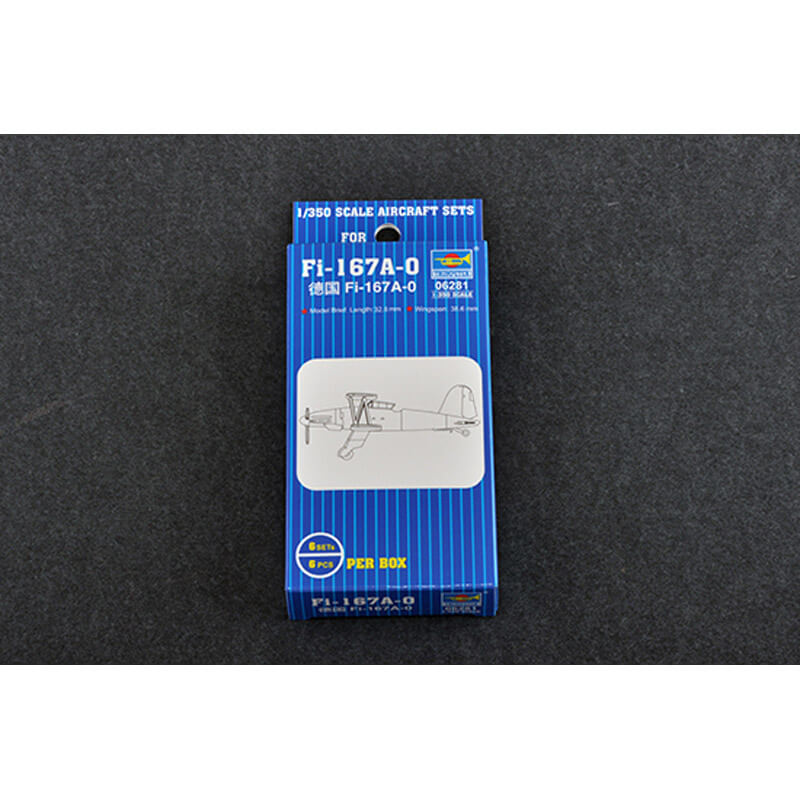 1/350 SCALE AIRCRAFT SETS
FOR
Fi-167A-0
德国 Fi-167A-0
06281
1:350 SCALE
Model Brief Length:32.8 mm Wingspan: 38.6 mm
6 SETs
6 PCS
PER BOX
Fi-167A-0
德国 Fi-167A-0
06281